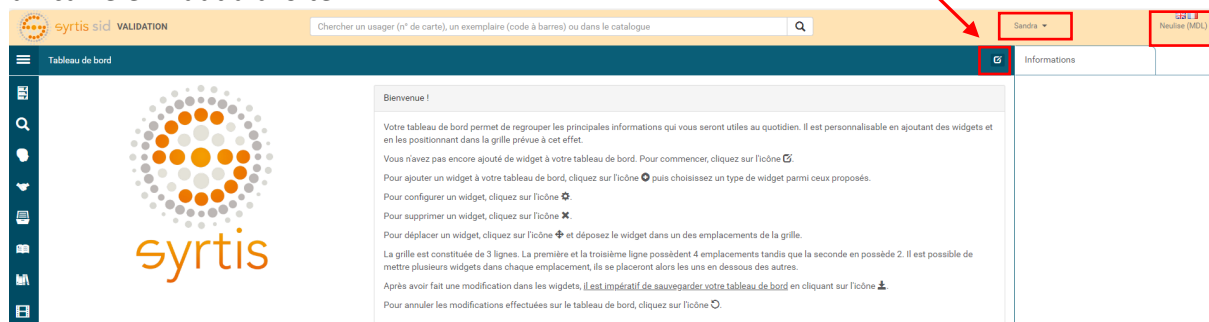 syrtis sid VALIDATION
Chercher un usager (n° de carte), un exemplaire (code à barres) ou dans le catalogue
Sandra
Neulise (MDL)
Tableau de bord
Informations
Bienvenue !
Votre tableau de bord permet de regrouper les principales informations qui vous seront utiles au quotidien. Il est personnalisable en ajoutant des widgets et
en les positionnant dans la grille prévue à cet effet.
Vous n'avez pas encore ajouté de widget à votre tableau de bord. Pour commencer, cliquez sur l'icône.
Pour ajouter un widget à votre tableau de bord, cliquez sur l'icône puis choisissez un type de widget parmi ceux proposés.
Pour configurer un widget, cliquez sur l'icône.
Pour supprimer un widget, cliquez sur l'icône.
Pour déplacer un widget, cliquez sur l'icône et déposez le widget dans un des emplacements de la grille.
La grille est constituée de 3 lignes. La première et la troisième ligne possèdent 4 emplacements tandis que la seconde en possède 2. Il est possible de
mettre plusieurs widgets dans chaque emplacement, ils se placeront alors les uns en dessous des autres.
Après avoir fait une modification dans les wigdets, il est impératif de sauvegarder votre tableau de bord en cliquant sur l'icône.
Pour annuler les modifications effectuées sur le tableau de bord, cliquez sur l'icône.
syrtis